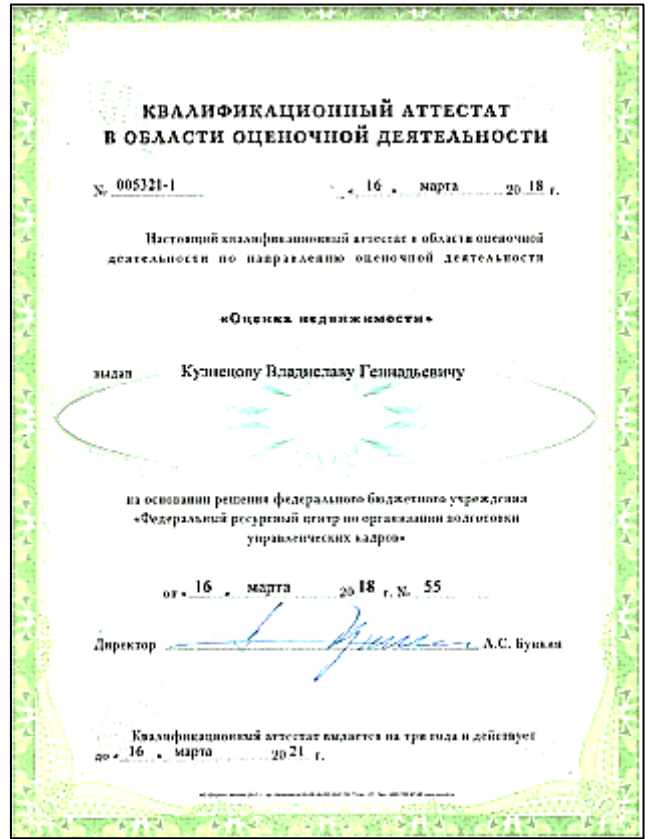 КВАЛИФИКАЦИОННЫЙ АТТЕСТАТ
В ОБЛАСТИ ОЦЕНОЧНОЙ ДЕЯТЕЛЬНОСТИ
№ 005321-1 « 16 » марта 20 18 г.
Настоящий квалификационный аттестат в области оценочной
деятельности по направлению оценочной деятельности
«Оценка недвижимости»
выдан Кузнецову Владиславу Геннадьевичу
на основании решения федерального бюджетного учреждения
«Федеральный ресурсный центр по организации подготовки
управленческих кадров»
от « 16 » марта 20 18 г. № 55
Директор А.С. Бункин
Квалификационный аттестат выдается на три года и действует
до « 16 » марта 20 21 г.